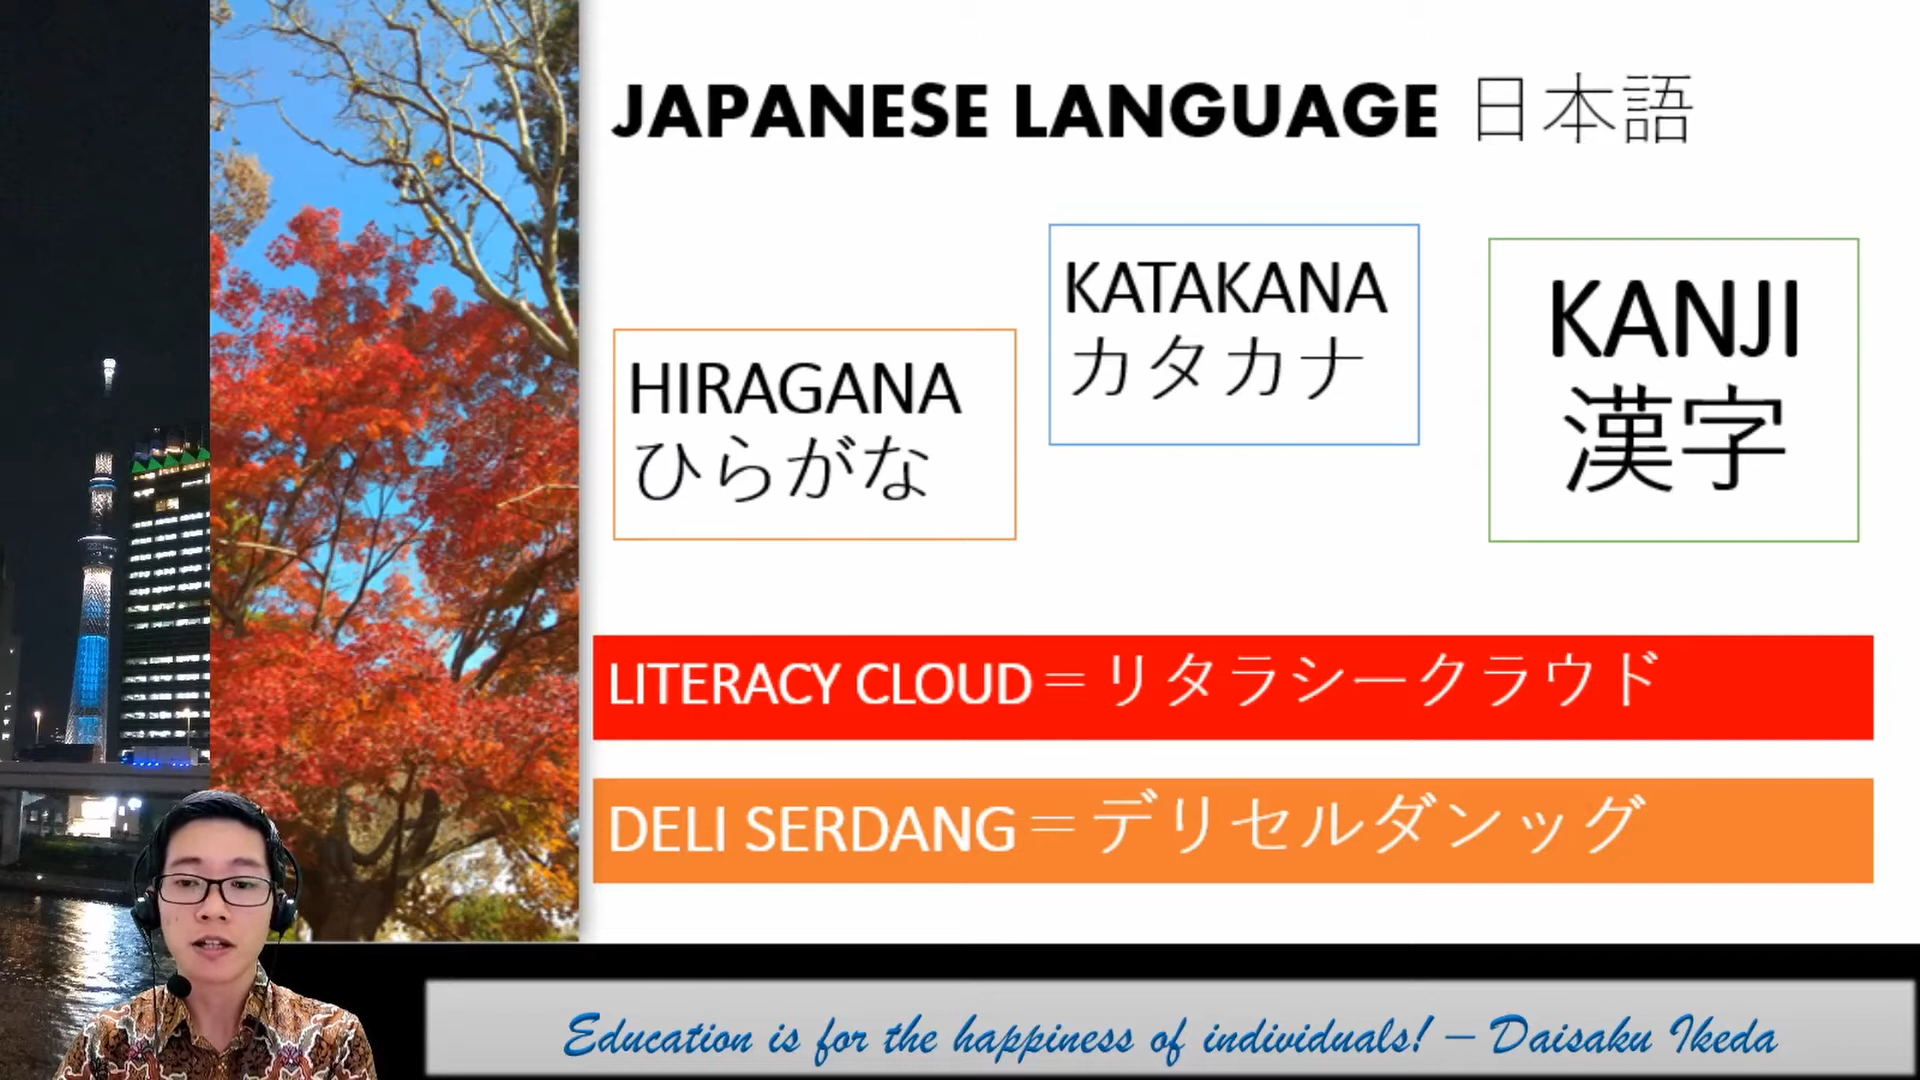 JAPANESE LANGUAGE 日本語
HIRAGANA
ひらがな
KATAKANA
カタカナ
KANJI
漢字
LITERACY CLOUD = リタラシークラウド
DELI SERDANG = デリセルダンッグ
Education is for the happiness of individuals! – Daisaku Ikeda